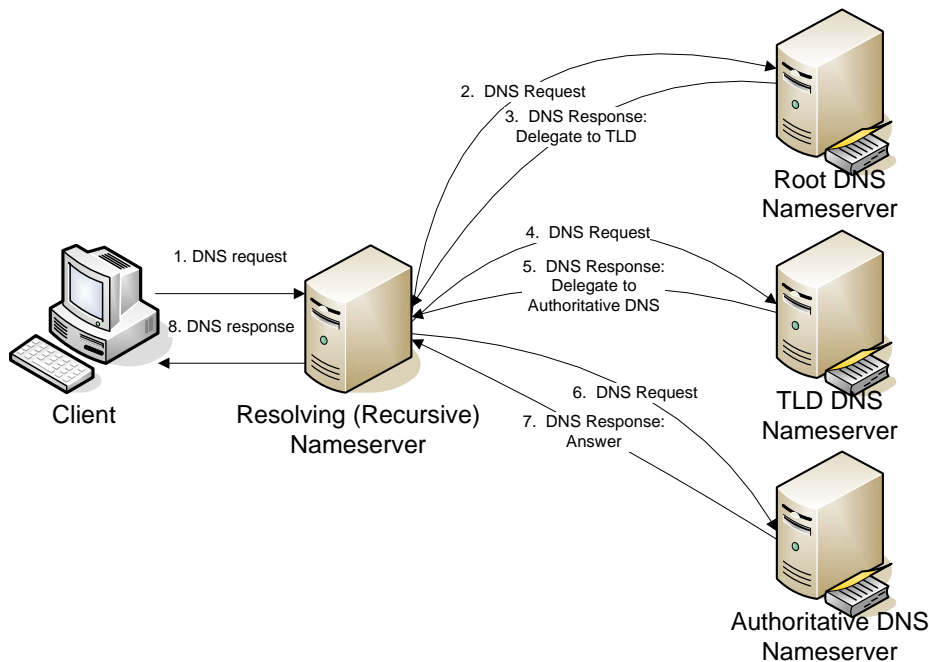 2. DNS Request
3. DNS Response:
Delegate to TLD
Root DNS
Nameserver
1. DNS request
8. DNS response
4. DNS Request
5. DNS Response:
Delegate to
Authoritative DNS
Client
Resolving (Recursive)
Nameserver
TLD DNS
Nameserver
6. DNS Request
7. DNS Response:
Answer
Authoritative DNS
Nameserver